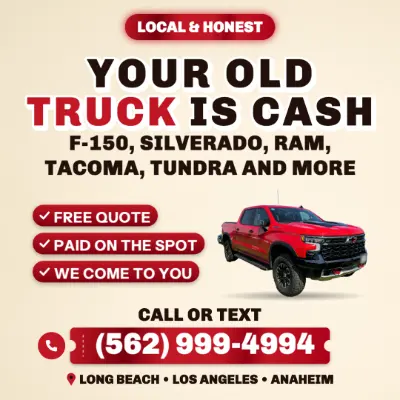 LOCAL & HONEST
YOUR OLD
TRUCK IS CASH
F-150, SILVERADO, RAM,
TACOMA, TUNDRA AND MORE
FREE QUOTE
PAID ON THE SPOT
WE COME TO YOU
CALL OR TEXT
(562) 999-4994
LONG BEACH • LOS ANGELES • ANAHEIM